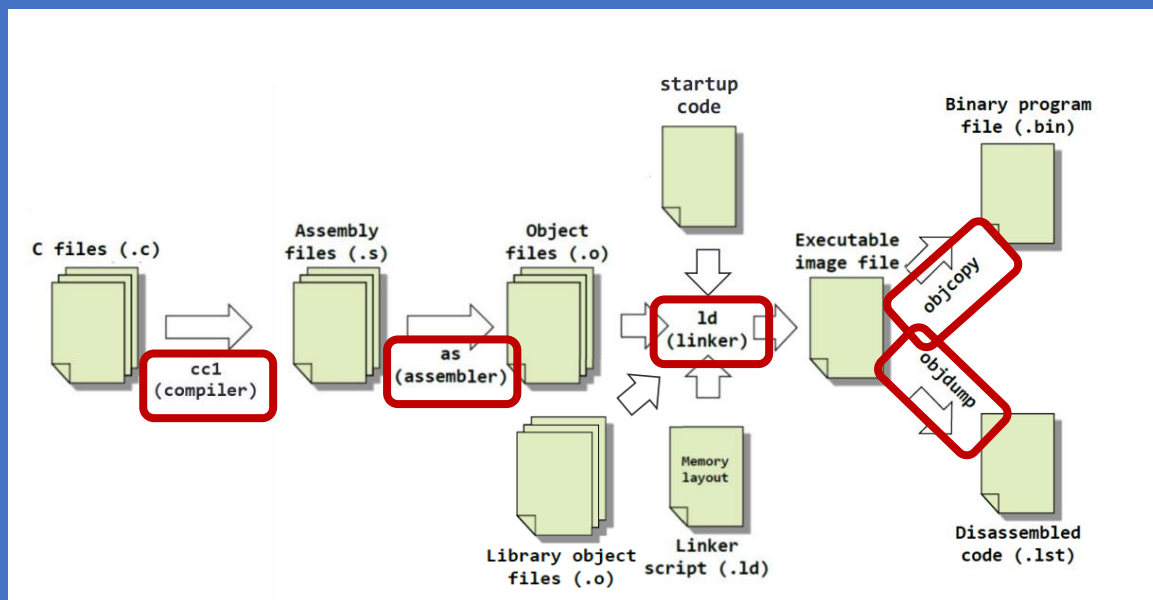 C files (.c)
cc1
(compiler)
Assembly
files (.s)
as
(assembler)
Object
files (.o)
Library object
files (.o)
startup
code
ld
(linker)
Memory
layout
Linker
script (.ld)
Executable
image file
objcopy
Binary program
file (.bin)
objdump
Disassembled
code (.lst)